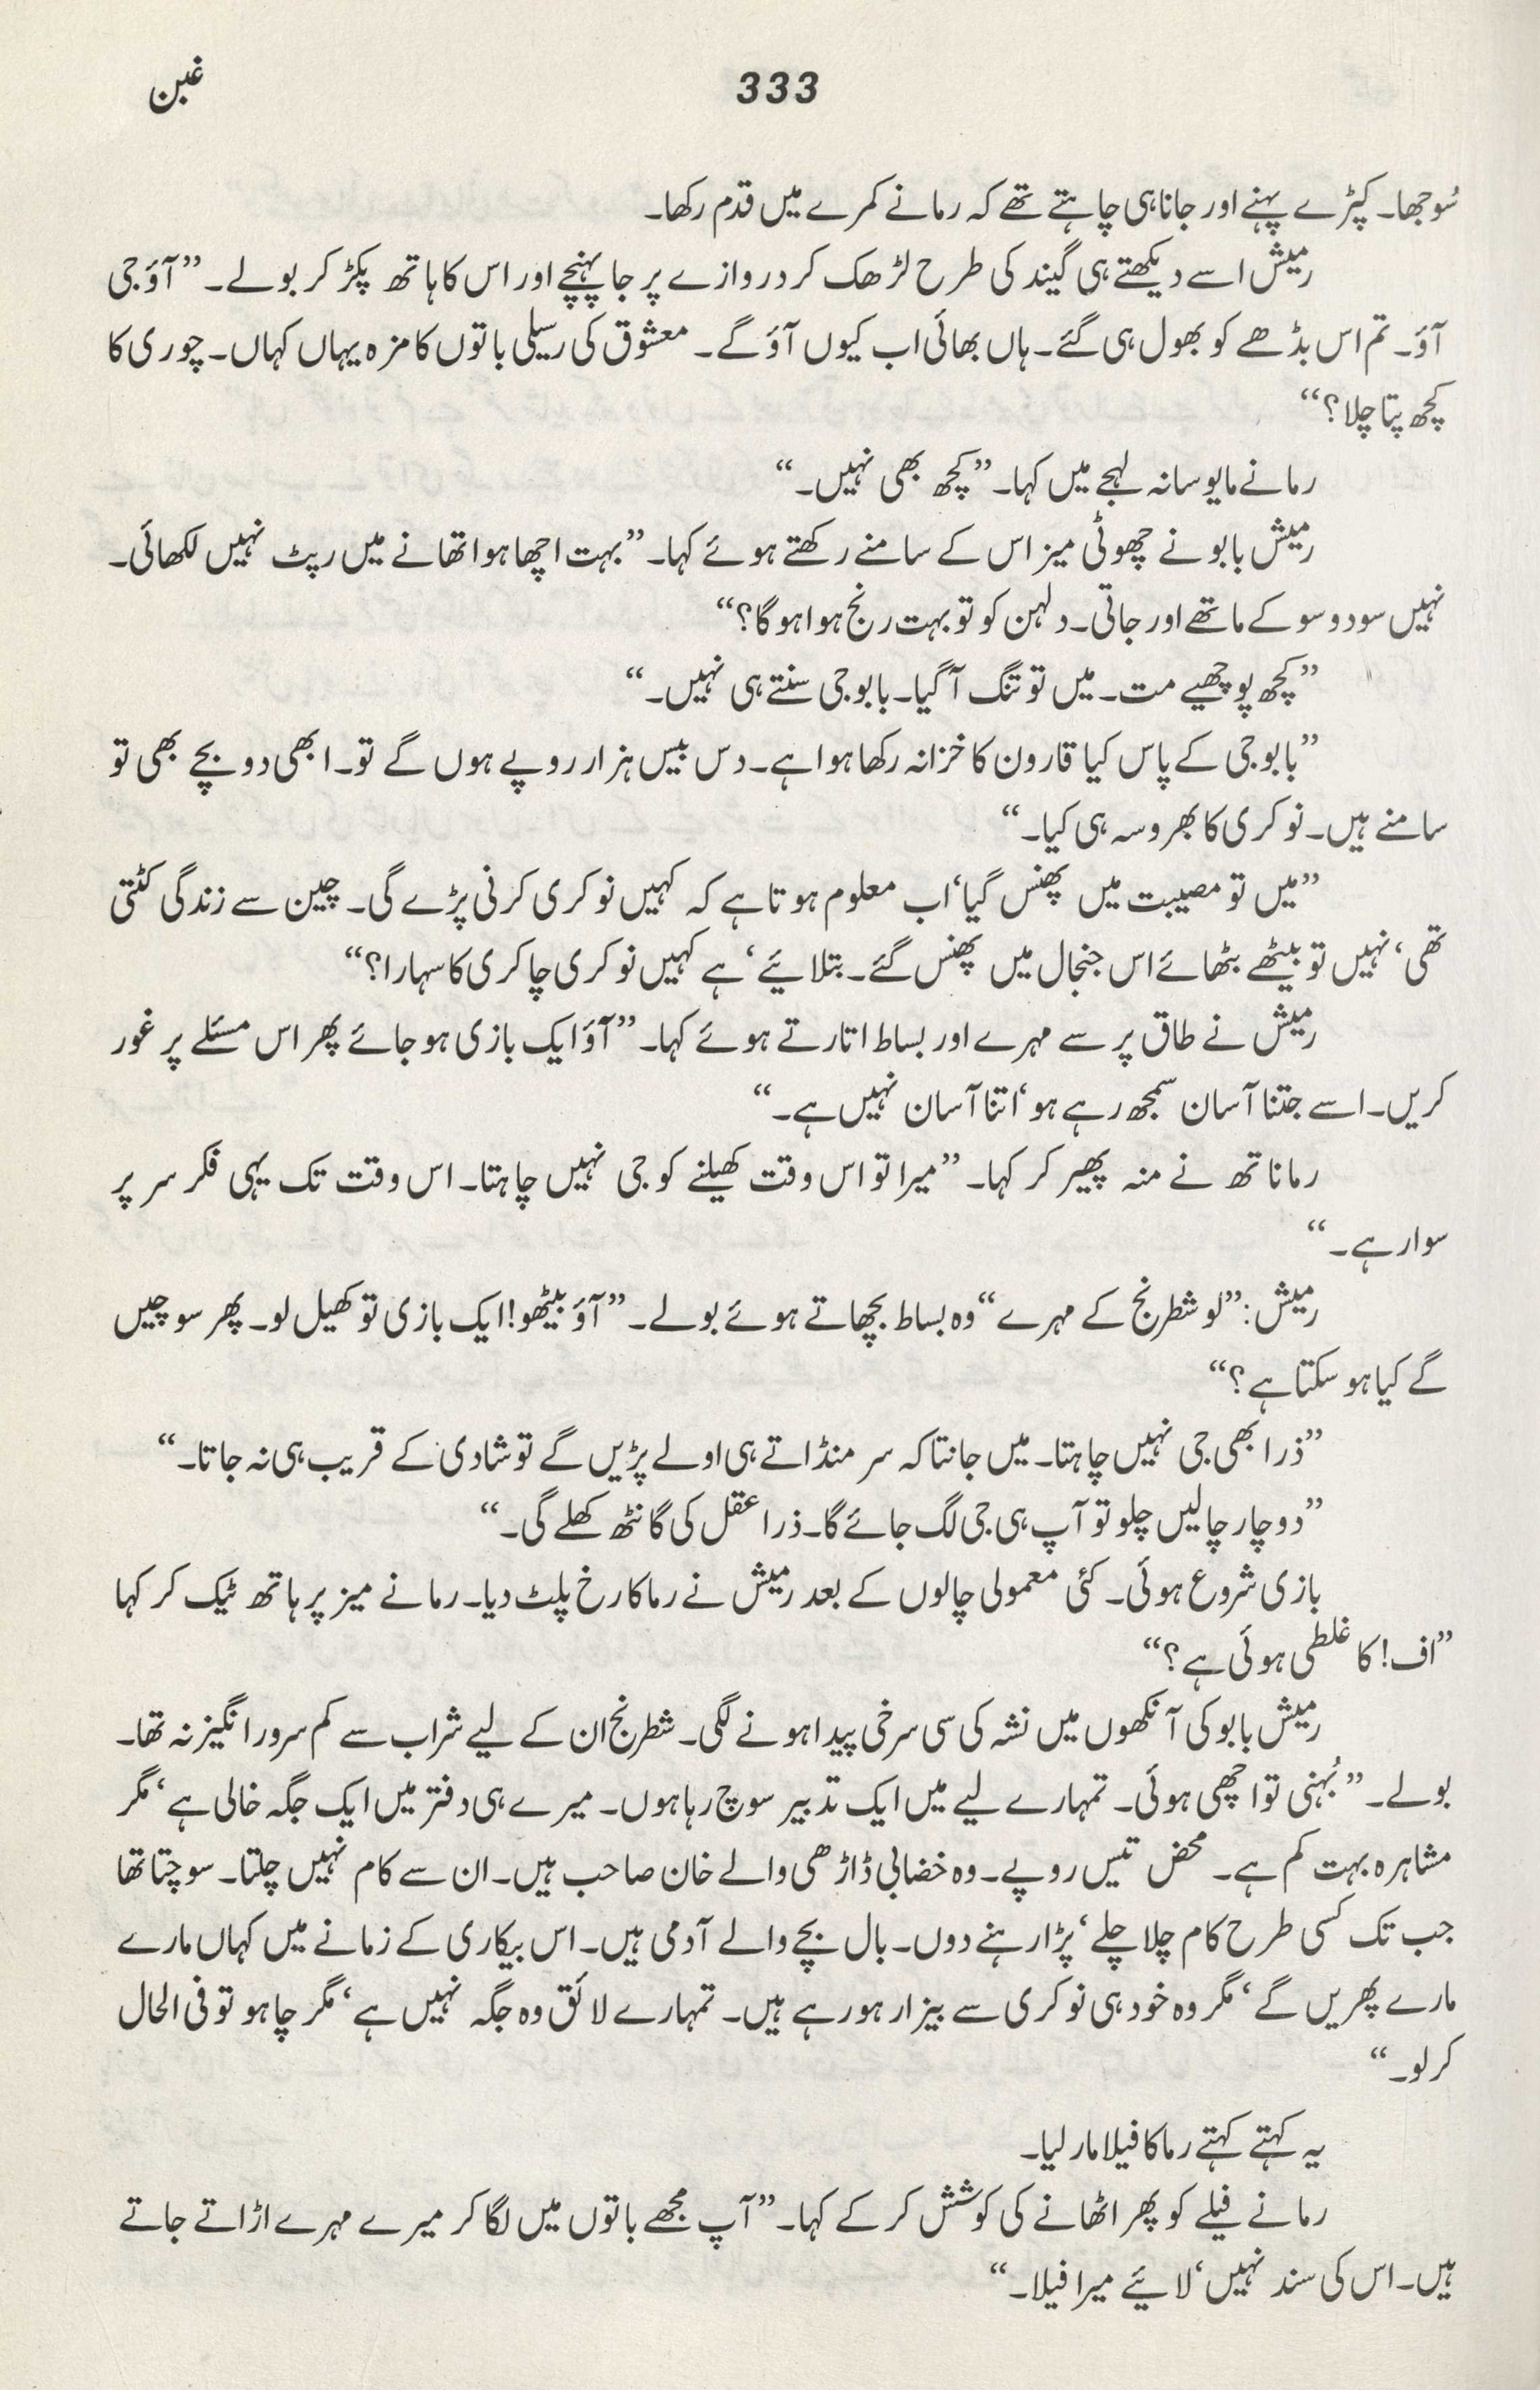 333
غبن
سُوجھا۔ کپڑے پہنے اور جانا ہی چاہتے تھے کہ رما نے کمرے میں قدم رکھا۔
رمیش اسے دیکھتے ہی گیند کی طرح لڑھک کر دروازے پر جا پہنچے اور اس کا ہاتھ پکڑ کر بولے۔ ”آؤ جی
آؤ۔ تم اس بڈھے کو بھول ہی گئے۔ ہاں بھائی اب کیوں آؤ گے۔ معشوق کی رسیلی باتوں کا مزہ یہاں کہاں۔ چوری کا
کچھ پتا چلا؟“
رما نے مایوسانہ لہجے میں کہا۔ ”کچھ بھی نہیں۔“
رمیش بابو نے چھوٹی میز اس کے سامنے رکھتے ہوئے کہا۔ ”بہت اچھا ہوا تھانے میں رپٹ نہیں لکھائی۔
نہیں سو دو سو کے ماتھے اور جاتی۔ دلہن کو تو بہت رنج ہوا ہوگا؟“
”کچھ پوچھیے مت۔ میں تو تنگ آ گیا۔ بابو جی سنتے ہی نہیں۔“
”بابو جی کے پاس کیا قارون کا خزانہ رکھا ہوا ہے۔ دس بیس ہزار روپے ہوں گے تو۔ ابھی دو بچے بھی تو
سامنے ہیں۔ نوکری کا بھروسہ ہی کیا۔“
”میں تو مصیبت میں پھنس گیا‘ اب معلوم ہوتا ہے کہ کہیں نوکری کرنی پڑے گی۔ چین سے زندگی کٹتی
تھی‘ نہیں تو بیٹھے بٹھائے اس جنجال میں پھنس گئے۔ بتلائیے‘ ہے کہیں نوکری چاکری کا سہارا؟“
رمیش نے طاق پر سے مہرے اور بساط اتارتے ہوئے کہا۔ ”آؤ ایک بازی ہو جائے پھر اس مسئلے پر غور
کریں۔ اسے جتنا آسان سمجھ رہے ہو‘ اتنا آسان نہیں ہے۔“
رماناتھ نے منہ پھیر کر کہا۔ ”میرا تو اس وقت کھیلنے کو جی نہیں چاہتا۔ اس وقت تک یہی فکر سر پر
سوار ہے۔“
رمیش: ”لو شطرنج کے مہرے“ وہ بساط بچھاتے ہوئے بولے۔ ”آؤ بیٹھو! ایک بازی تو کھیل لو۔ پھر سوچیں
گے کیا ہو سکتا ہے؟“
”ذرا بھی جی نہیں چاہتا۔ میں جانتا کہ سر منڈاتے ہی اولے پڑیں گے تو شادی کے قریب ہی نہ جاتا۔“
”دو چار چالیں چلو تو آپ ہی جی لگ جائے گا۔ ذرا عقل کی گانٹھ کھلے گی۔“
بازی شروع ہوئی۔ کئی معمولی چالوں کے بعد رمیش نے رما کا رخ پلٹ دیا۔ رما نے میز پر ہاتھ ٹیک کر کہا
”اف! کا غلطی ہوئی ہے؟“
رمیش بابو کی آنکھوں میں نشہ کی سی سرخی پیدا ہونے لگی۔ شطرنج ان کے لیے شراب سے کم سرور انگیز نہ تھا۔
بولے۔ ”بُہنی تو اچھی ہوئی۔ تمہارے لیے میں ایک تدبیر سوچ رہا ہوں۔ میرے ہی دفتر میں ایک جگہ خالی ہے‘ مگر
مشاہرہ بہت کم ہے۔ محض تیس روپے۔ وہ خضابی ڈاڑھی والے خان صاحب ہیں۔ ان سے کام نہیں چلتا۔ سوچتا تھا
جب تک کسی طرح کام چلا چلے‘ پڑا رہنے دوں۔ بال بچے والے آدمی ہیں۔ اس بیکاری کے زمانے میں کہاں مارے
مارے پھریں گے‘ مگر وہ خود ہی نوکری سے بیزار ہو رہے ہیں۔ تمہارے لائق وہ جگہ نہیں ہے‘ مگر چاہو تو فی الحال
کر لو۔“
یہ کہتے کہتے رما کا فیلا مار لیا۔
رما نے فیلے کو پھر اٹھانے کی کوشش کر کے کہا۔ ”آپ مجھے باتوں میں لگا کر میرے مہرے اڑاتے جاتے
ہیں۔ اس کی سند نہیں‘ لائیے میرا فیلا۔“